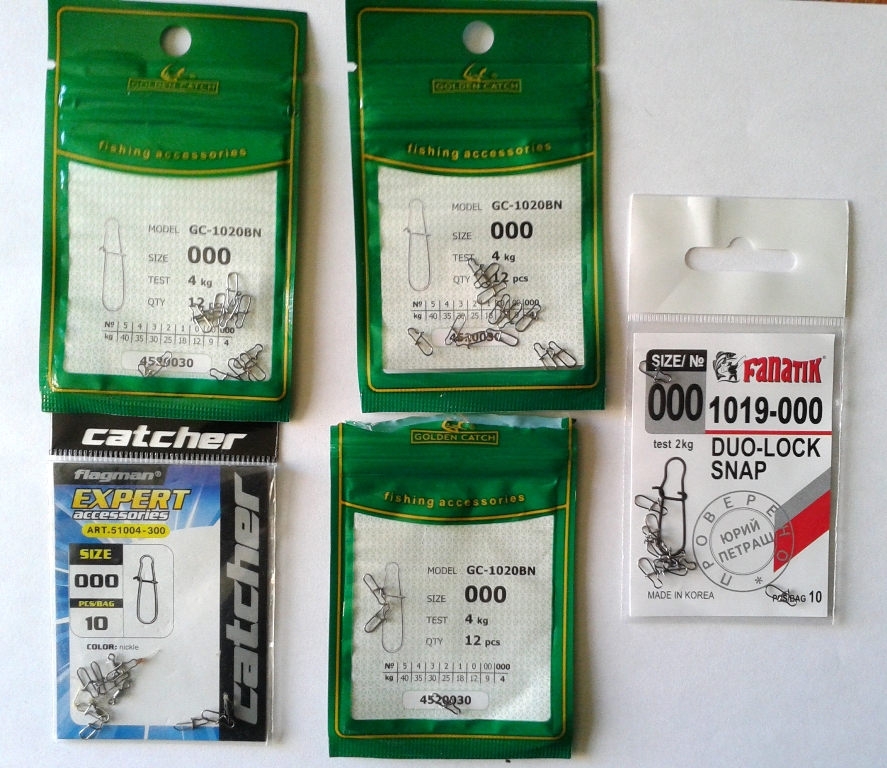 GOLDEN CATCH
fishing accessories
MODEL GC-1020BN
SIZE 000
TEST 4 kg
QTY 12
№ 5 4 3 2 1 0 000
kg 40 35 30 25 18 12 9 4
4520030
GOLDEN CATCH
fishing accessories
MODEL GC-1020BN
SIZE 000
TEST 4 kg
QTY 12 pcs
№ 5 4 3 2 1 000
kg 40 35 30 25 4
4520030
SIZE/ №
000
FANATIK
1019-000
test 2kg
DUO-LOCK
SNAP
ПРОВЕРЕНО *
ЮРИЙ
ПЕТРАШ
MADE IN KOREA
PCS/BAG 10
catcher
flagman®
EXPERT
accessories
ART.51004-300
SIZE
000
PCS/BAG
10
COLOR: nickle
catcher
GOLDEN CATCH
fishing accessories
MODEL GC-1020BN
SIZE 000
TEST 4 kg
QTY 12 pcs
№ 5 4 3 2 1 0 00 000
kg 40 35 30 25 18 12 9 4
4520030